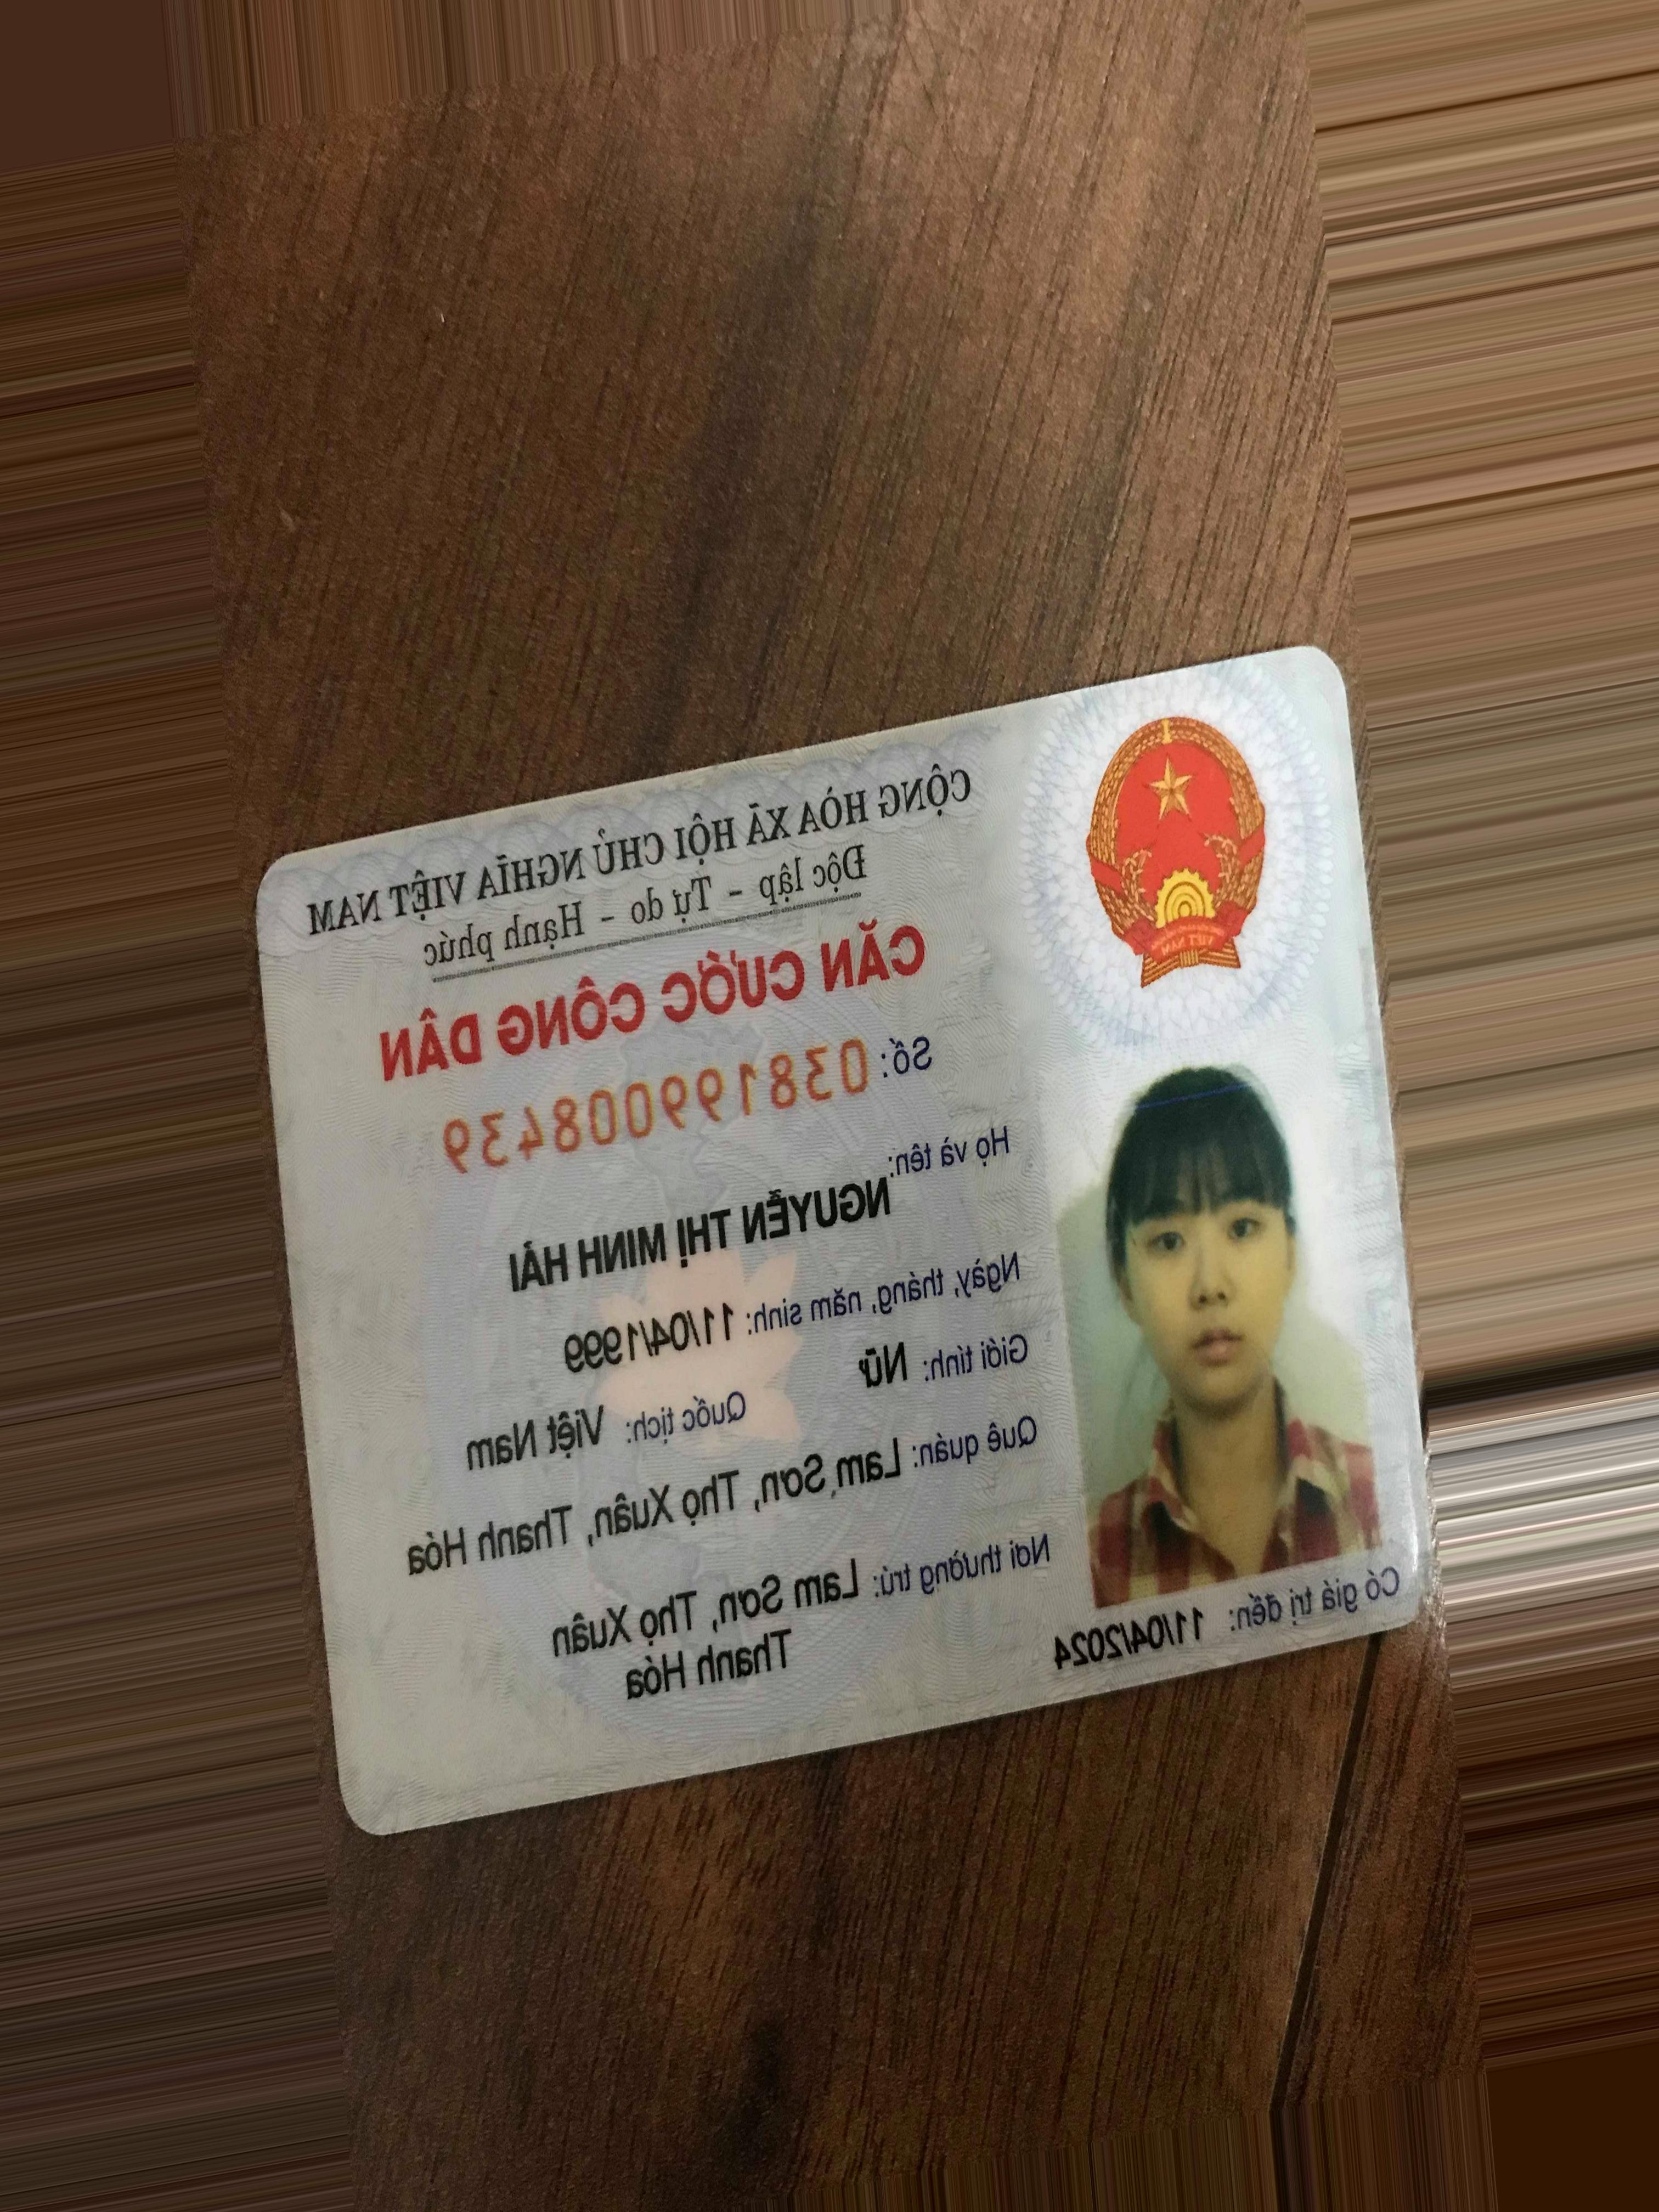 CỘNG HÒA XÃ HỘI CHỦ NGHĨA VIỆT NAM
Độc lập - Tự do - Hạnh phúc
CĂN CƯỚC CÔNG DÂN
Số: 038199008439
Họ và tên:
NGUYỄN THỊ MINH HẢI
Ngày, tháng, năm sinh: 11/04/1999
Giới tính: Nữ Quốc tịch: Việt Nam
Quê quán: Lam Sơn, Thọ Xuân, Thanh Hóa
Nơi thường trú: Lam Sơn, Thọ Xuân
Thanh Hóa
Có giá trị đến: 11/04/2024
VIỆT NAM